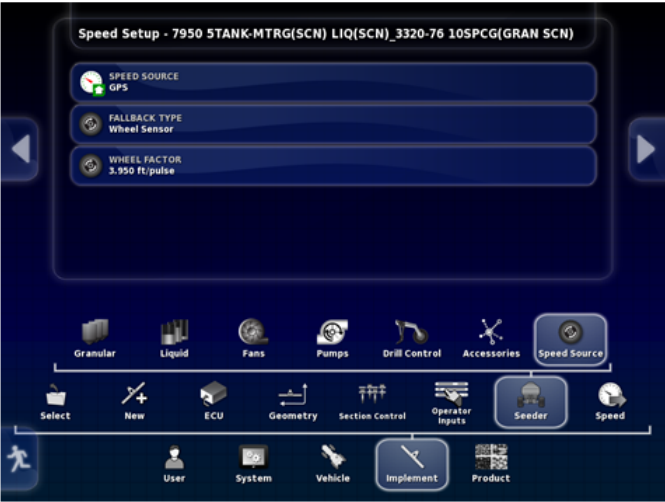 Speed Setup - 7950 5TANK-MTRG(SCN) LIQ(SCN)_3320-76 10SPCG(GRAN SCN)
SPEED SOURCE
GPS
FALLBACK TYPE
Wheel Sensor
WHEEL FACTOR
3.950 ft/pulse
Granular Liquid Fans Pumps Drill Control Accessories Speed Source
Select New ECU Geometry Section Control Operator Inputs Seeder Speed
User System Vehicle Implement Product